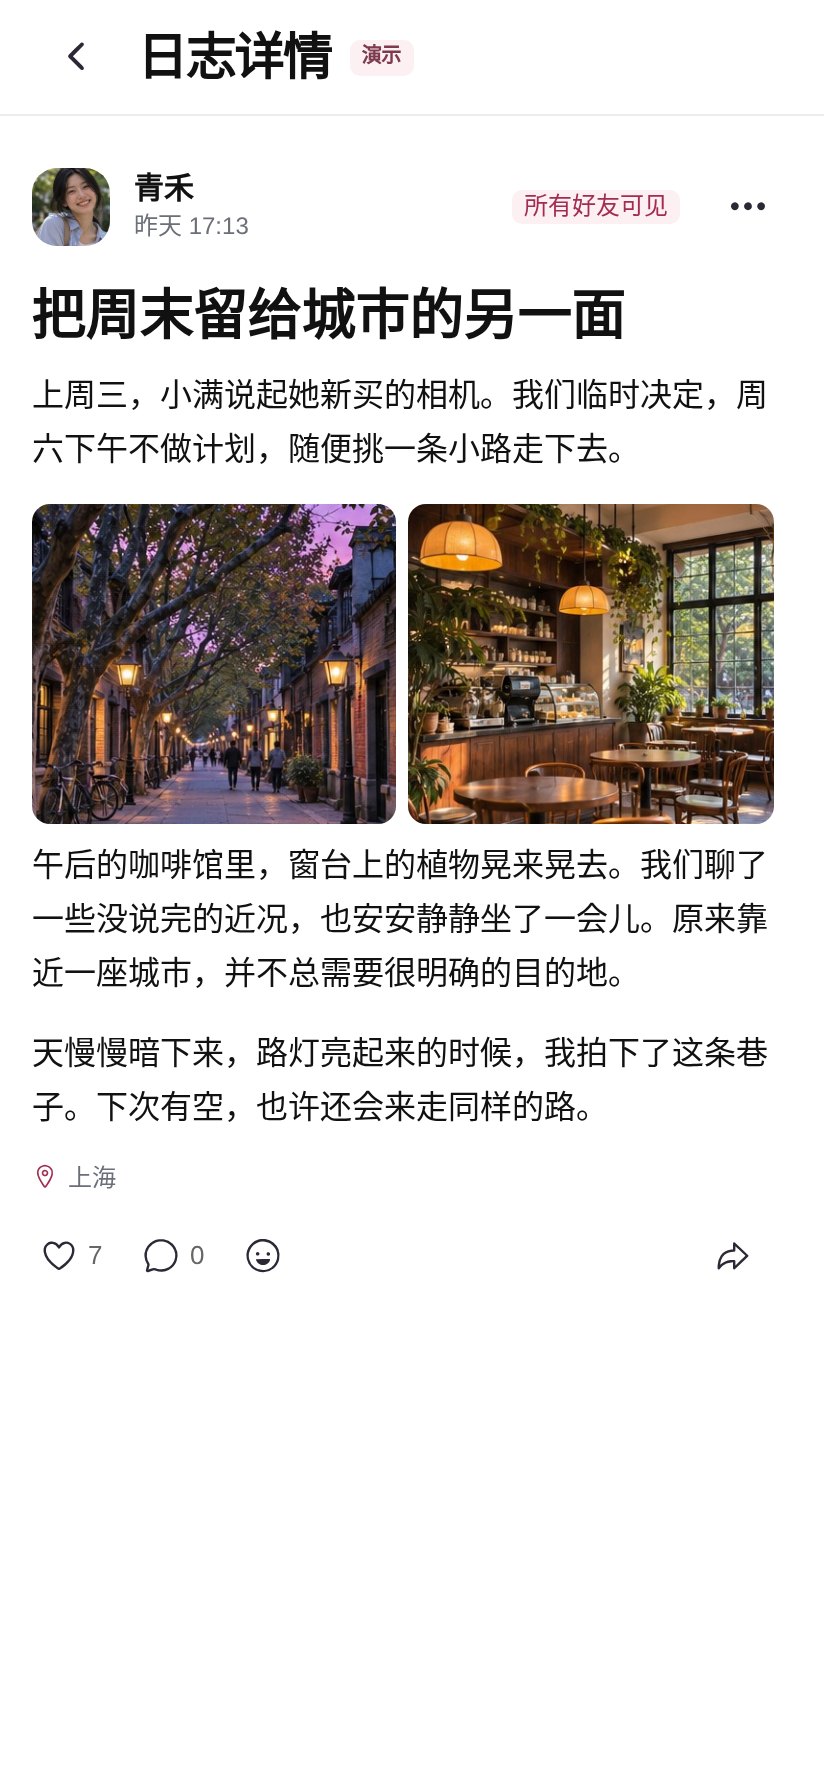 日志详情 演示
青禾
昨天 17:13
所有好友可见
把周末留给城市的另一面
上周三，小满说起她新买的相机。我们临时决定，周
六下午不做计划，随便挑一条小路走下去。
午后的咖啡馆里，窗台上的植物晃来晃去。我们聊了
一些没说完的近况，也安安静静坐了一会儿。原来靠
近一座城市，并不总需要很明确的目的地。
天慢慢暗下来，路灯亮起来的时候，我拍下了这条巷
子。下次有空，也许还会来走同样的路。
上海
7 0